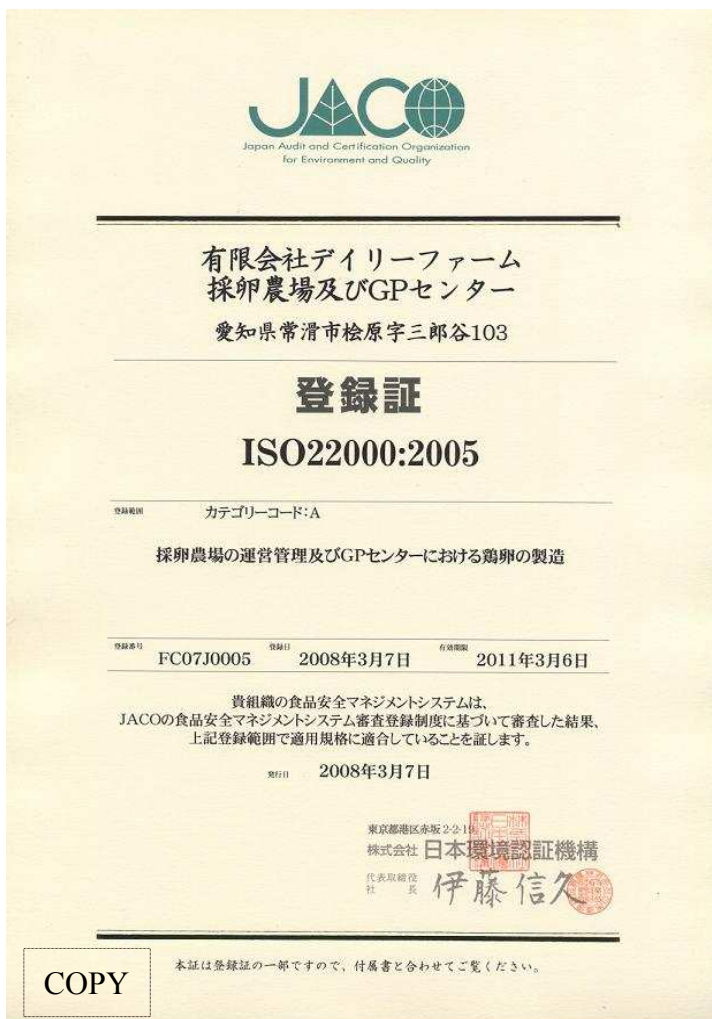 JACO
Japan Audit and Certification Organization
for Environment and Quality
有限会社デイリーファーム
採卵農場及びGPセンター
愛知県常滑市桧原字三郎谷103
登録証
ISO22000:2005
登録範囲 カテゴリーコード:A
採卵農場の運営管理及びGPセンターにおける鶏卵の製造
登録番号 FC07J0005 登録日 2008年3月7日 有効期限 2011年3月6日
貴組織の食品安全マネジメントシステムは、
JACOの食品安全マネジメントシステム審査登録制度に基づいて審査した結果、
上記登録範囲で適用規格に適合していることを証します。
発行日 2008年3月7日
東京都港区赤坂2-2-19
株式会社 日本環境認証機構
代表取締役
社長 伊藤信久
本証は登録証の一部ですので、付属書と合わせてご覧ください。
COPY